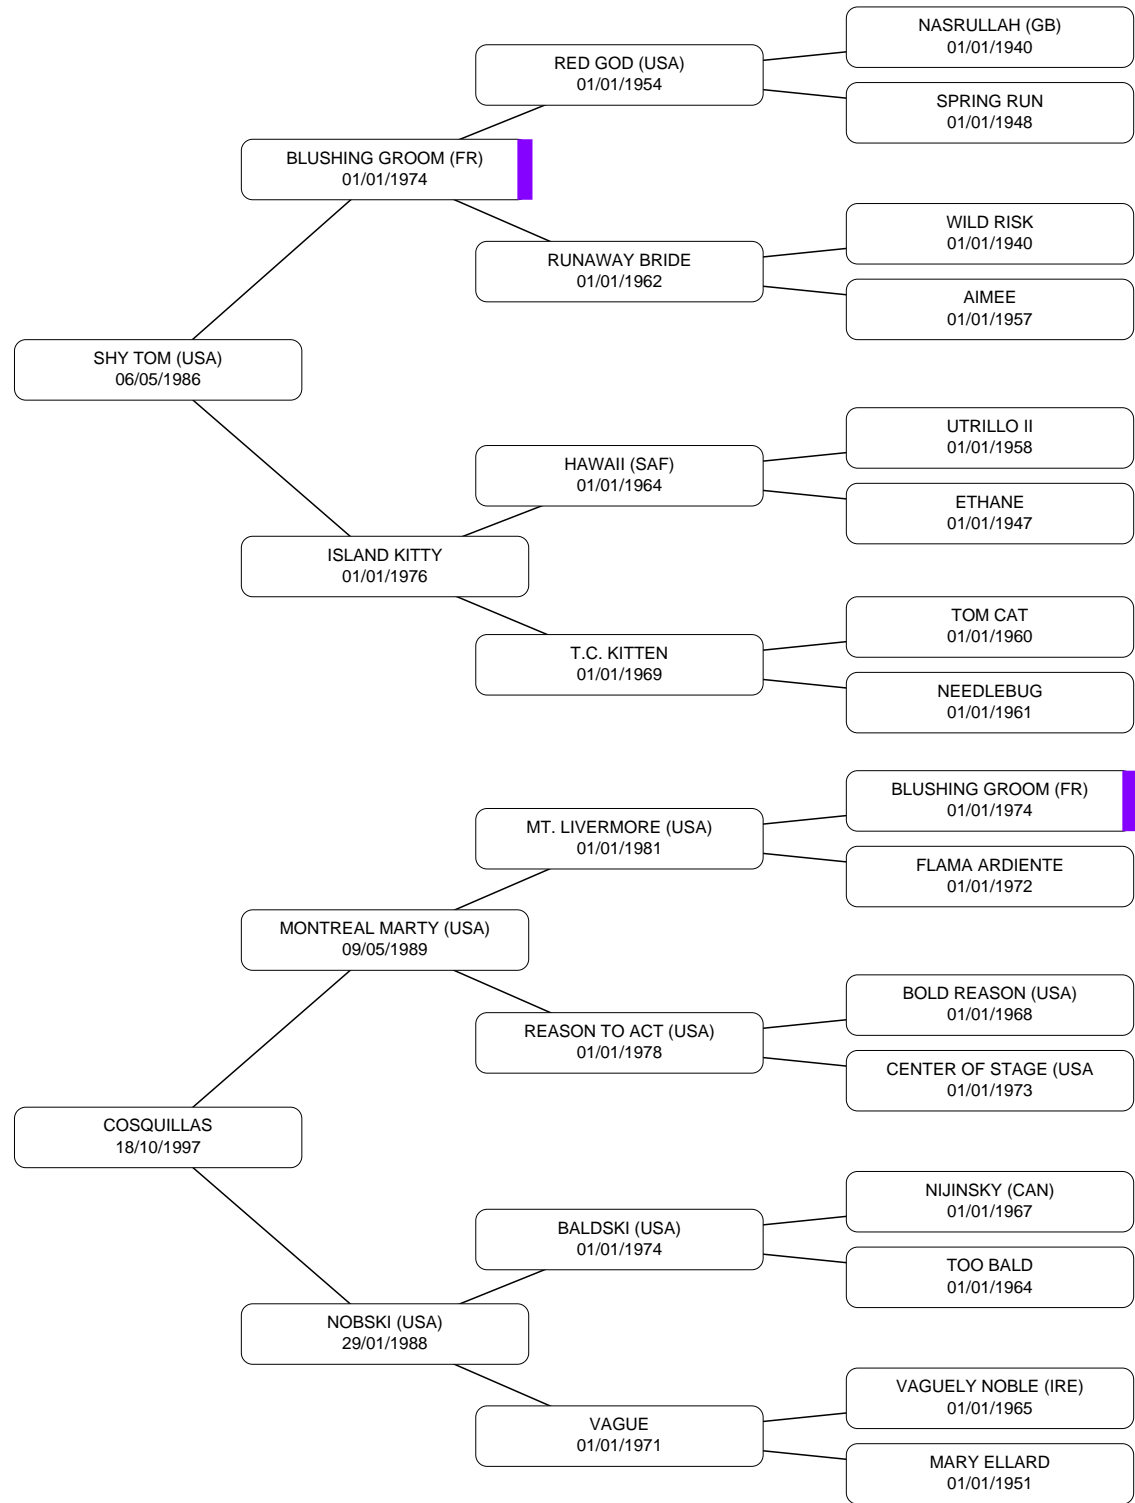 NASRULLAH (GB)
01/01/1940
RED GOD (USA)
01/01/1954
SPRING RUN
01/01/1948
BLUSHING GROOM (FR)
01/01/1974
WILD RISK
01/01/1940
RUNAWAY BRIDE
01/01/1962
AIMEE
01/01/1957
SHY TOM (USA)
06/05/1986
UTRILLO II
01/01/1958
HAWAII (SAF)
01/01/1964
ETHANE
01/01/1947
ISLAND KITTY
01/01/1976
TOM CAT
01/01/1960
T.C. KITTEN
01/01/1969
NEEDLEBUG
01/01/1961
BLUSHING GROOM (FR)
01/01/1974
MT. LIVERMORE (USA)
01/01/1981
FLAMA ARDIENTE
01/01/1972
MONTREAL MARTY (USA)
09/05/1989
BOLD REASON (USA)
01/01/1968
REASON TO ACT (USA)
01/01/1978
CENTER OF STAGE (USA
01/01/1973
COSQUILLAS
18/10/1997
NIJINSKY (CAN)
01/01/1967
BALDSKI (USA)
01/01/1974
TOO BALD
01/01/1964
NOBSKI (USA)
29/01/1988
VAGUELY NOBLE (IRE)
01/01/1965
VAGUE
01/01/1971
MARY ELLARD
01/01/1951